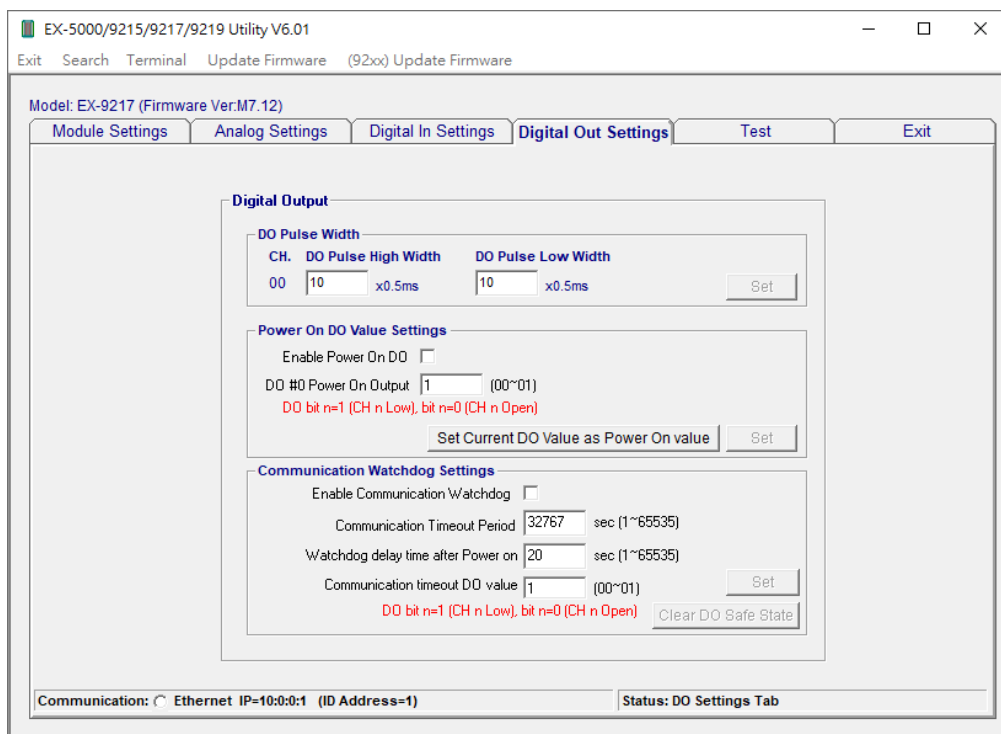 EX-5000/9215/9217/9219 Utility V6.01
Exit Search Terminal Update Firmware (92xx) Update Firmware
Model: EX-9217 (Firmware Ver:M7.12)
Module Settings Analog Settings Digital In Settings Digital Out Settings Test Exit
Digital Output
DO Pulse Width
CH. DO Pulse High Width DO Pulse Low Width
00 10 x0.5ms 10 x0.5ms Set
Power On DO Value Settings
Enable Power On DO
DO #0 Power On Output 1 (00~01)
DO bit n=1 (CH n Low), bit n=0 (CH n Open)
Set Current DO Value as Power On value Set
Communication Watchdog Settings
Enable Communication Watchdog
Communication Timeout Period 32767 sec (1~65535)
Watchdog delay time after Power on 20 sec (1~65535)
Communication timeout DO value 1 (00~01) Set
DO bit n=1 (CH n Low), bit n=0 (CH n Open) Clear DO Safe State
Communication: Ethernet IP=10:0:0:1 (ID Address=1) Status: DO Settings Tab